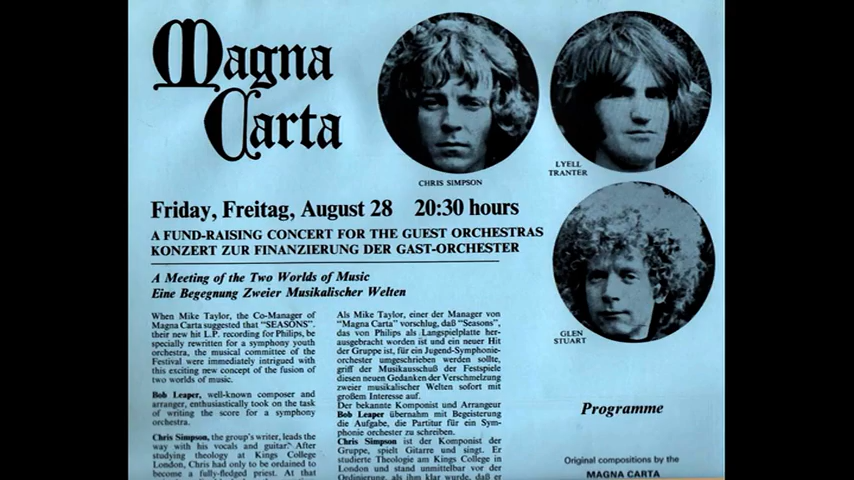 Magna
Carta
CHRIS SIMPSON
LYELL
TRANTER
Friday, Freitag, August 28 20:30 hours
A FUND-RAISING CONCERT FOR THE GUEST ORCHESTRAS
KONZERT ZUR FINANZIERUNG DER GAST-ORCHESTER
A Meeting of the Two Worlds of Music
Eine Begegnung Zweier Musikalischer Welten
GLEN
STUART
When Mike Taylor, the Co-Manager of
Magna Carta suggested that "SEASONS",
their new hit L.P. recording for Philips, be
specially rewritten for a symphony youth
orchestra, the musical committee of the
Festival were immediately intrigued with
this exciting new concept of the fusion of
two worlds of music.
Bob Leaper, well-known composer and
arranger, enthusiastically took on the task
of writing the score for a symphony
orchestra.
Chris Simpson, the group's writer, leads the
way with his vocals and guitar. After
studying theology at Kings College
London, Chris had only to be ordained to
become a fully-fledged priest. At that
Als Mike Taylor, einer der Manager von
"Magna Carta" vorschlug, daß "Seasons",
das von Philips als Langspielplatte her-
ausgebracht worden ist und ein neuer Hit
der Gruppe ist, für ein Jugend-Symphonie-
orchester umgeschrieben werden sollte,
griff der Musikausschuß der Festspiele
diesen neuen Gedanken der Verschmelzung
zweier musikalischer Welten sofort mit
großem Interesse auf.
Der bekannte Komponist und Arrangeur
Bob Leaper übernahm mit Begeisterung
die Aufgabe, die Partitur für ein Sym-
phonie orchester zu schreiben.
Chris Simpson ist der Komponist der
Gruppe, spielt Gitarre und singt. Er
studierte Theologie am Kings College in
London und stand unmittelbar vor der
Ordinierung, als ihm klar wurde, daß er
Programme
Original compositions by the
MAGNA CARTA